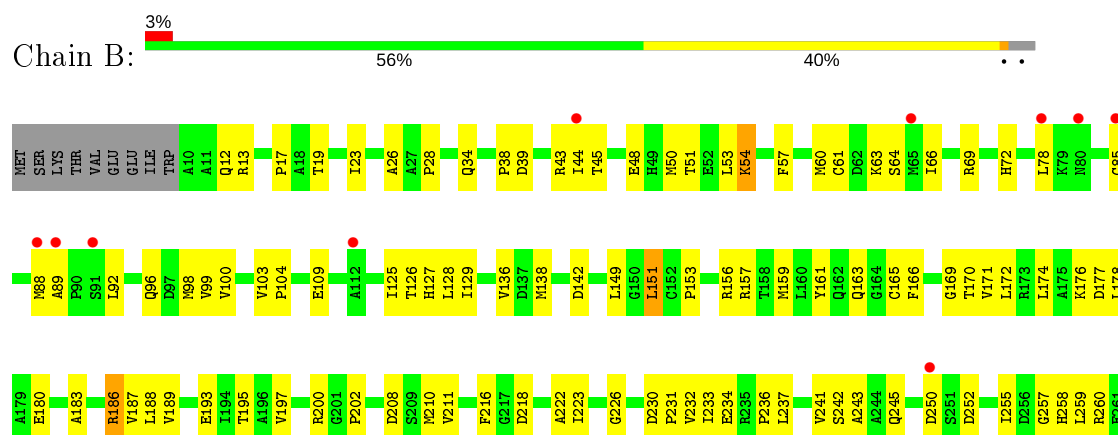 3%
Chain B:
56% 40% • •
MET SER LYS THR VAL GLU GLU ILE TRP A10 A11 Q12 R13 P17 A18 T19 I23 A26 A27 P28 Q34 P38 D39 R43 I44 T45 E48 H49 M50 T51 E52 L53 K54 F57 M60 C61 D62 K63 S64 M65 I66 R69 H72 L78 K79 N80
M88 A89 P90 S91 L92 Q96 D97 M98 V99 V100 V103 P104 E109 A112 I125 T126 H127 L128 I129 V136 D137 M138 D142 L149 G150 L151 C152 P153 R156 R157 T158 M159 L160 Y161 Q162 Q163 G164 C165 F166 G169 T170 V171 L172 R173 L174 A175 K176 D177 L178
A179 E180 A183 R186 V187 L188 V189 E193 I194 T195 A196 V197 R200 G201 P202 D208 S209 M210 V211 F216 G217 D218 A222 I223 G226 D230 P231 V232 I233 E234 R235 P236 L237 V241 S242 A243 A244 Q245 D250 S251 D252 I255 D256 G257 H258 L259 R260